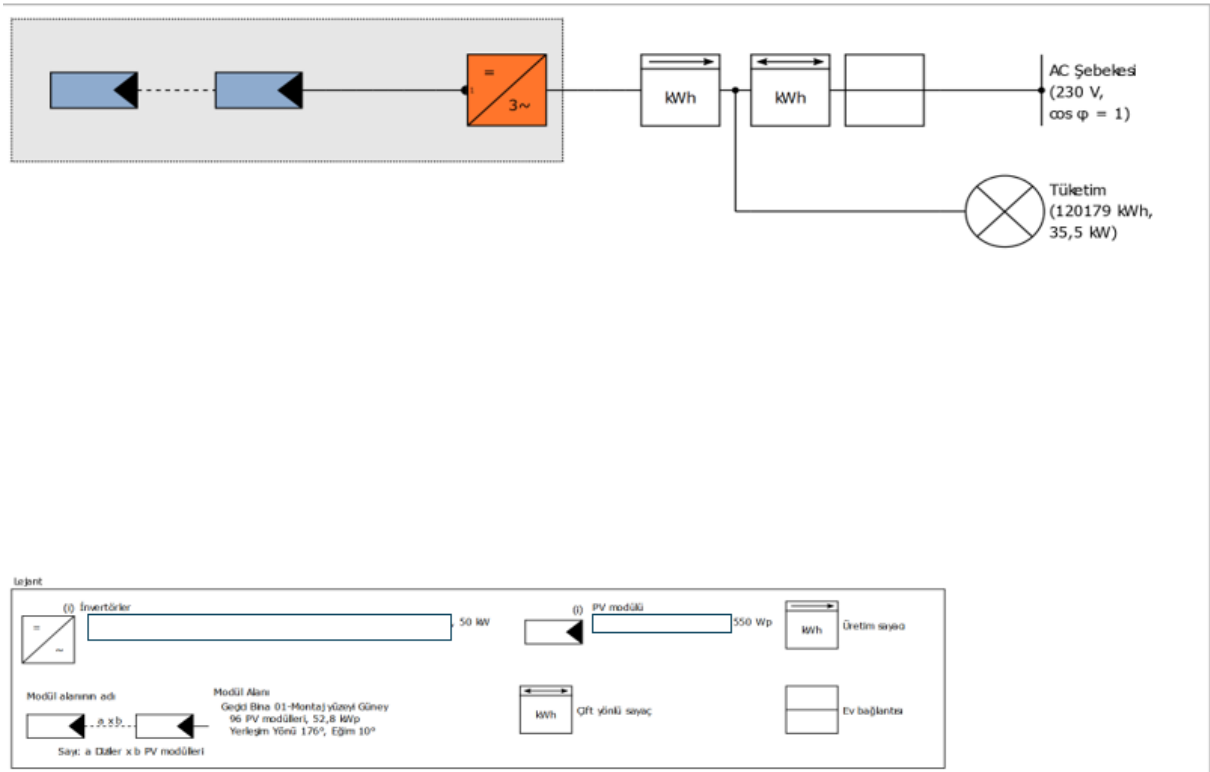 =
1
3~
kWh
kWh
AC Şebekesi
(230 V,
cos φ = 1)
Tüketim
(120179 kWh,
35,5 kW)
Lejant
(i) İnvertörler
, 50 kW
=
~
(i) PV modülü
550 Wp
kWh
Üretim sayacı
Modül alanının adı
a x b
Sayı: a Diziler x b PV modülleri
Modül Alanı
Geçici Bina 01-Montaj yüzeyi Güney
96 PV modülleri, 52,8 kWp
Yerleşim Yönü 176°, Eğim 10°
kWh
Çift yönlü sayaç
Ev bağlantısı